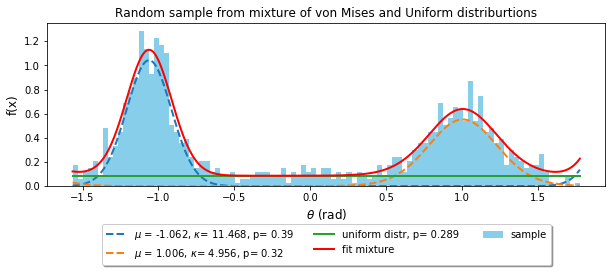 Random sample from mixture of von Mises and Uniform distriburtions
f(x)
1.2
1.0
0.8
0.6
0.4
0.2
0.0
−1.5 −1.0 −0.5 0.0 0.5 1.0 1.5
θ (rad)
μ = -1.062, κ= 11.468, p= 0.39
μ = 1.006, κ= 4.956, p= 0.32
uniform distr, p= 0.289
fit mixture
sample